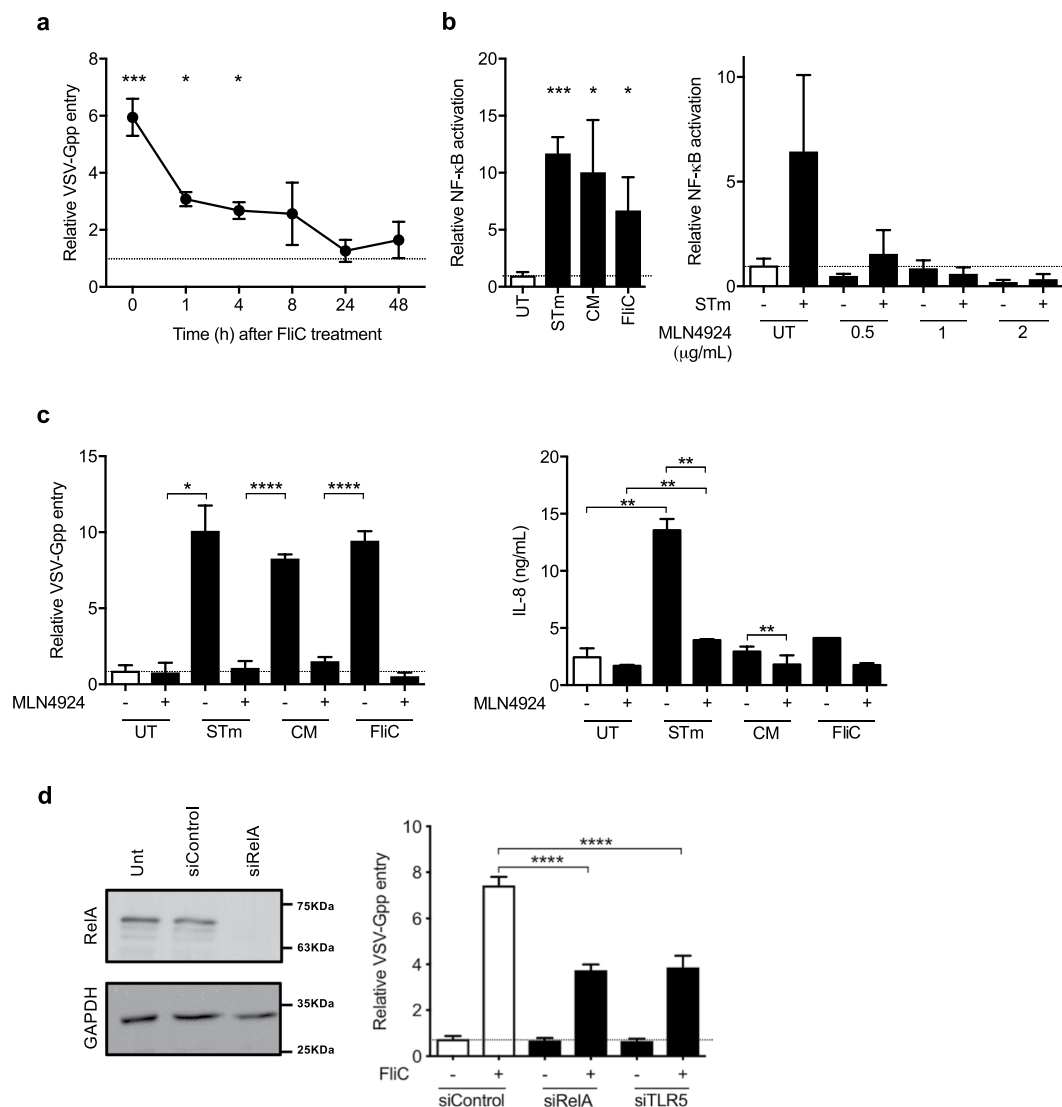 a
Relative VSV-Gpp entry
8
6
4
2
0
*** * *
0 1 4 8 24 48
Time (h) after FliC treatment
b
Relative NF-κB activation
20
15
10
5
0
*** * *
UT STm CM FliC
Relative NF-κB activation
10
5
0
STm - + - + - + - +
MLN4924 (μg/mL) UT 0.5 1 2
c
Relative VSV-Gpp entry
15
10
5
0
* **** ****
MLN4924 - + - + - + - +
UT STm CM FliC
IL-8 (ng/mL)
20
15
10
5
0
**
**
**
**
MLN4924 - + - + - + - +
UT STm CM FliC
d
Unt siControl siRelA
RelA
75KDa
63KDa
GAPDH
35KDa
25KDa
Relative VSV-Gpp entry
10
8
6
4
2
0
****
****
FliC - + - + - +
siControl siRelA siTLR5